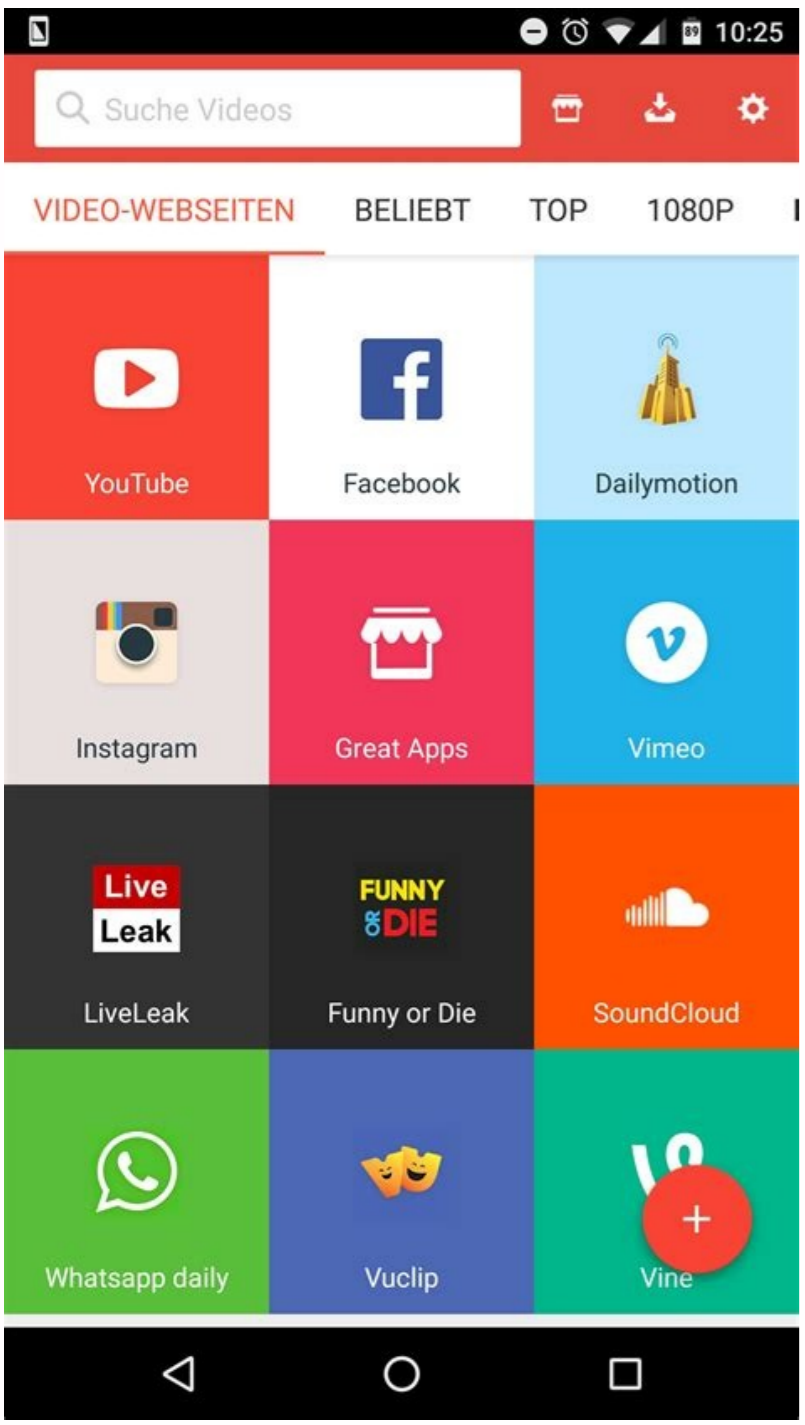 89 10:25
Suche Videos
VIDEO-WEBSEITEN BELIEBT TOP 1080P
YouTube Facebook Dailymotion
Instagram Great Apps Vimeo
Live
Leak
FUNNY
OR DIE
LiveLeak Funny or Die SoundCloud
Whatsapp daily Vuclip Vine